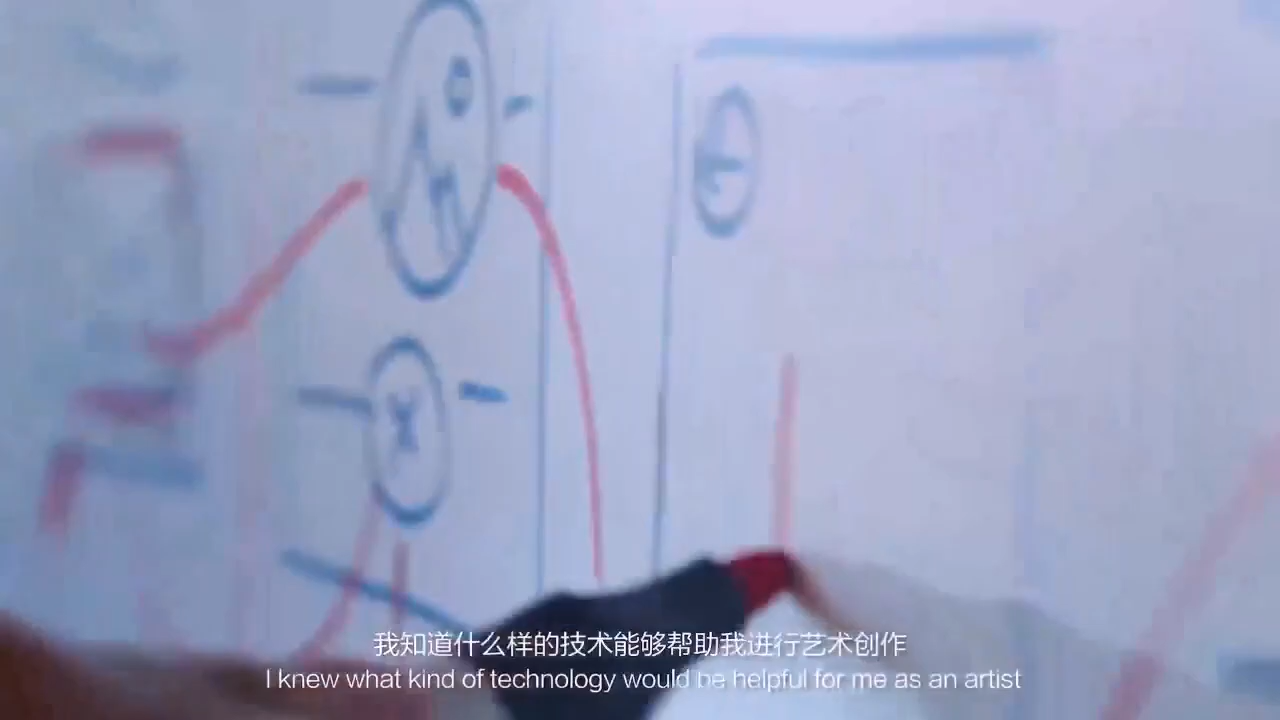 X
我知道什么样的技术能够帮助我进行艺术创作
I knew what kind of technology would be helpful for me as an artist